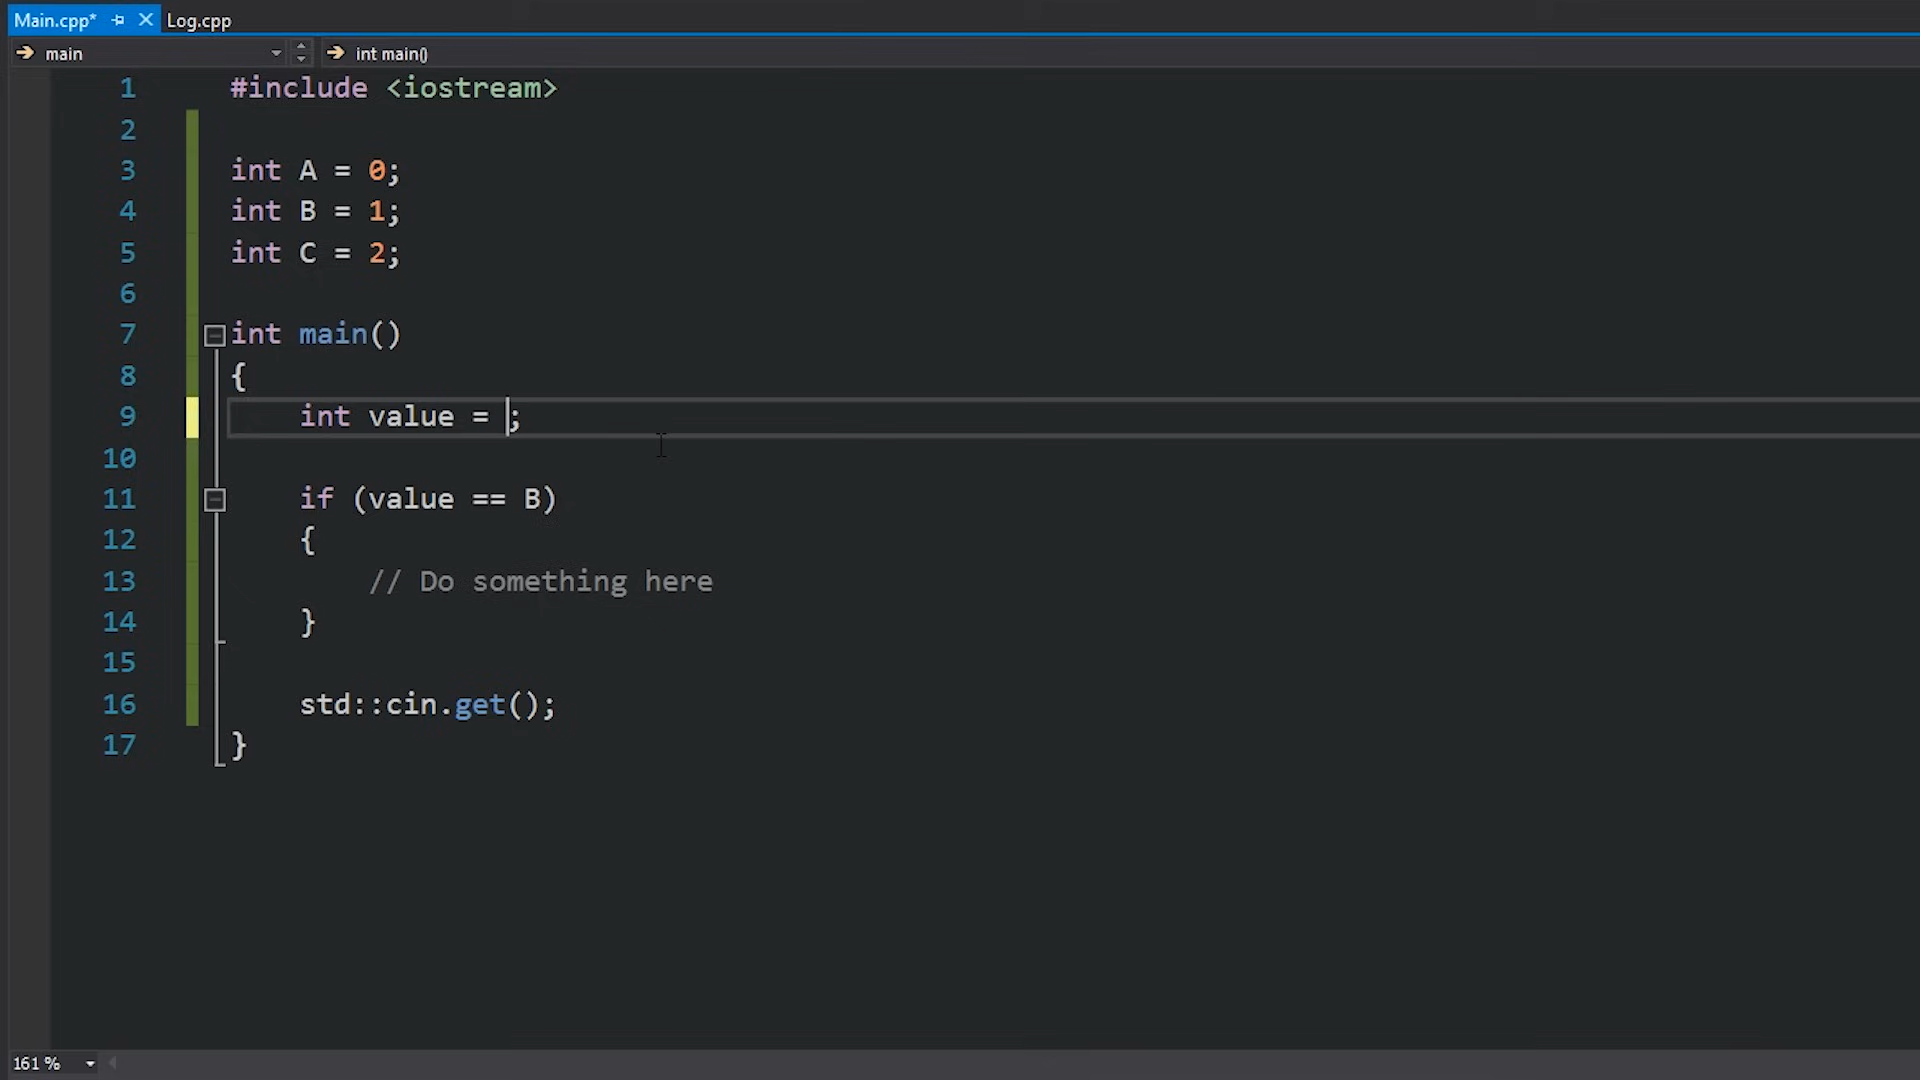 Main.cpp* Log.cpp
main int main()
1 #include <iostream>
2
3 int A = 0;
4 int B = 1;
5 int C = 2;
6
7 int main()
8 {
9 int value = ;
10
11 if (value == B)
12 {
13 // Do something here
14 }
15
16 std::cin.get();
17 }
161 %